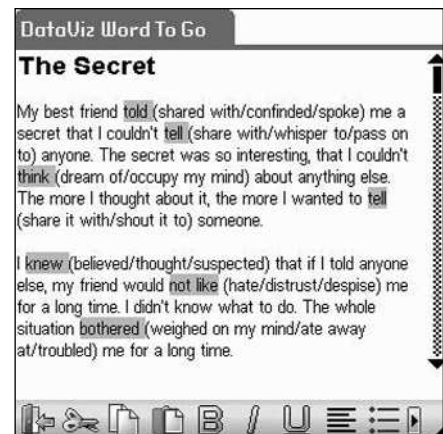 DataViz Word To Go
The Secret
My best friend told (shared with/confinded/spoke) me a
secret that I couldn't tell (share with/whisper to/pass on
to) anyone. The secret was so interesting, that I couldn't
think (dream of/occupy my mind) about anything else.
The more I thought about it, the more I wanted to tell
(share it with/shout it to) someone.
I knew (believed/thought/suspected) that if I told anyone
else, my friend would not like (hate/distrust/despise) me
for a long time. I didn't know what to do. The whole
situation bothered (weighed on my mind/ate away
at/troubled) me for a long time.
B I U